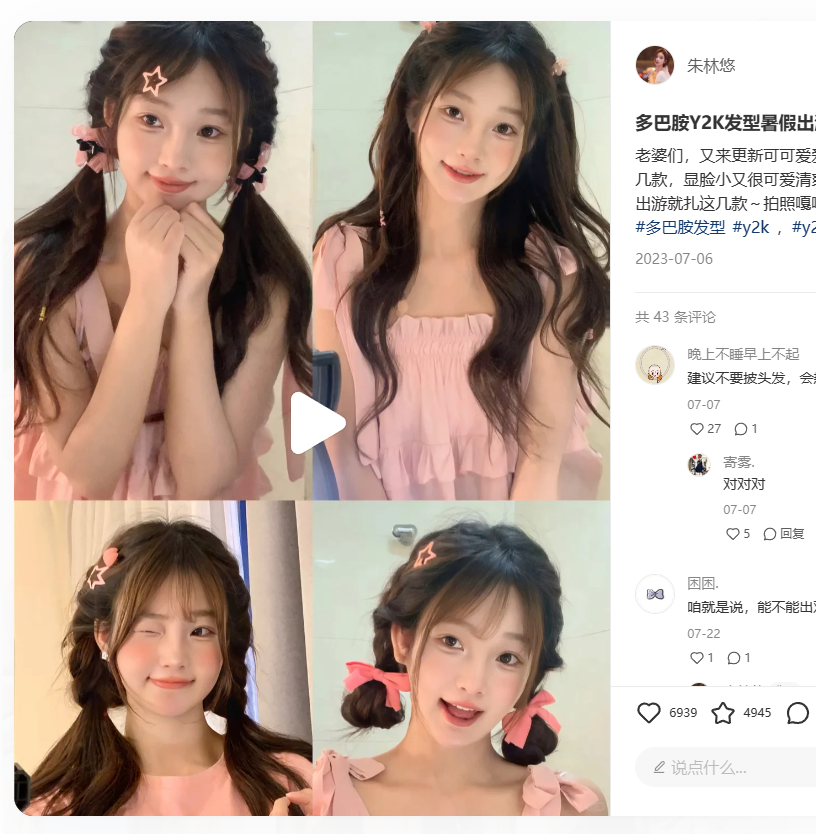 朱林悠
多巴胺Y2K发型暑假出
老婆们，又来更新可可爱
几款，显脸小又很可爱清
出游就扎这几款～拍照嘎
#多巴胺发型 #y2k ，#y2
2023-07-06
共 43 条评论
晚上不睡早上不起
建议不要披头发，会
07-07
27 1
寄雾.
对对对
07-07
5 回复
困困.
咱就是说，能不能出
07-22
1 1
6939 4945
说点什么...